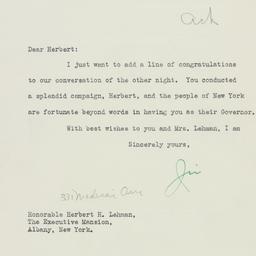 Ack
Dear Herbert:
I just want to add a line of congratulations
to our conversation of the other night. You conducted
a splendid campaign, Herbert, and the people of New York
are fortunate beyond words in having you as their Governor.
With best wishes to you and Mrs. Lehman, I am
Sincerely yours,
Jim
331 Madison Ave
Honorable Herbert H. Lehman,
The Executive Mansion,
Albany, New York.